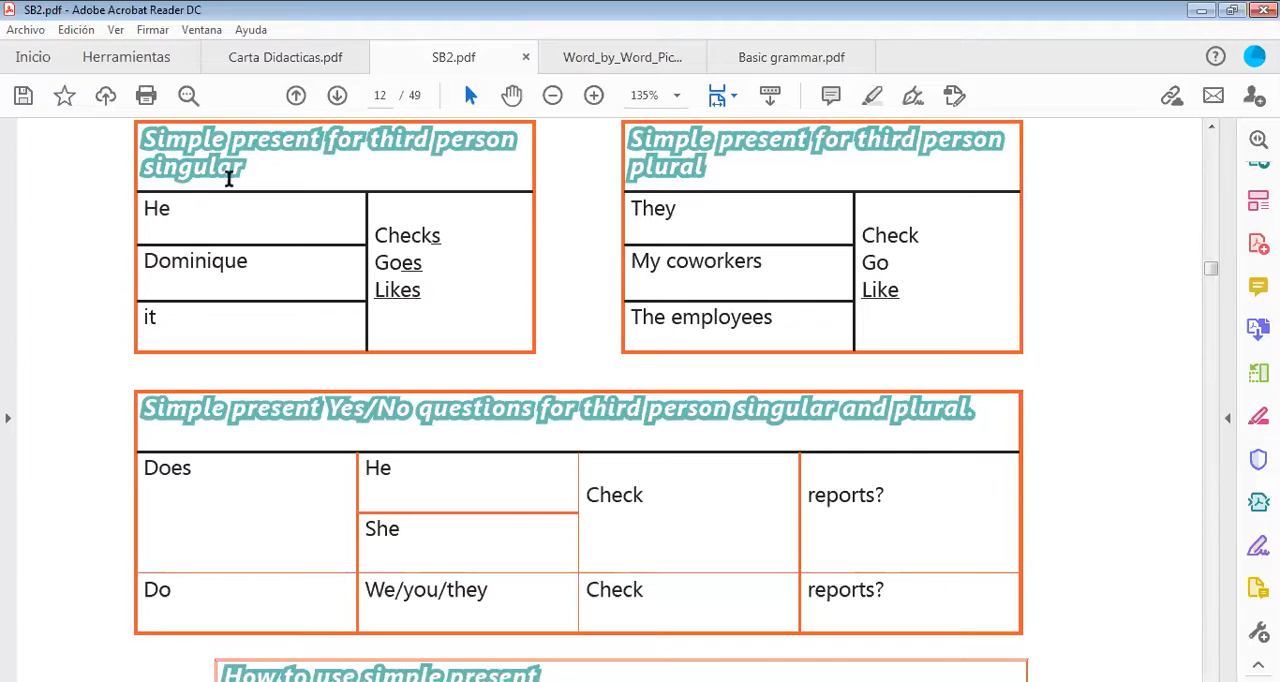 SB2.pdf - Adobe Acrobat Reader DC
Archivo Edición Ver Firmar Ventana Ayuda
Inicio Herramientas Carta Didacticas.pdf SB2.pdf × Word_by_Word_Pic... Basic grammar.pdf
12 / 49 135%
Simple present for third person
singular
He
Dominique
it
Checks
Goes
Likes
Simple present for third person
plural
They
My coworkers
The employees
Check
Go
Like
Simple present Yes/No questions for third person singular and plural.
Does He Check reports?
She
Do We/you/they Check reports?
How to use simple present